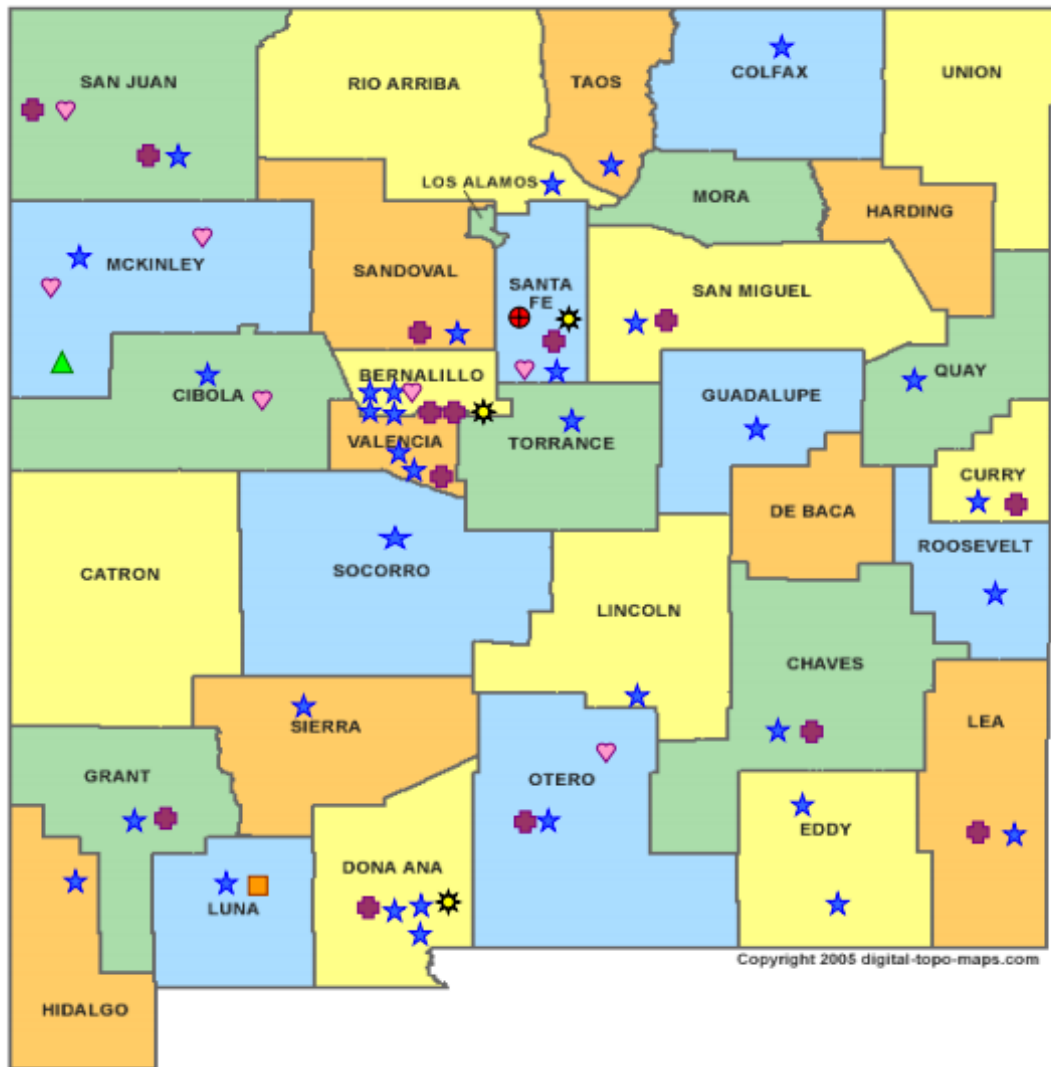 COLFAX
UNION
SAN JUAN
RIO ARRIBA
TAOS
LOS ALAMOS
MORA
HARDING
MCKINLEY
SANDOVAL
SANTA
FE
SAN MIGUEL
BERNALILLO
QUAY
CIBOLA
GUADALUPE
VALENCIA
TORRANCE
CURRY
DE BACA
ROOSEVELT
CATRON
SOCORRO
LINCOLN
CHAVES
SIERRA
LEA
GRANT
OTERO
EDDY
DONA ANA
LUNA
Copyright 2005 digital-topo-maps.com
HIDALGO